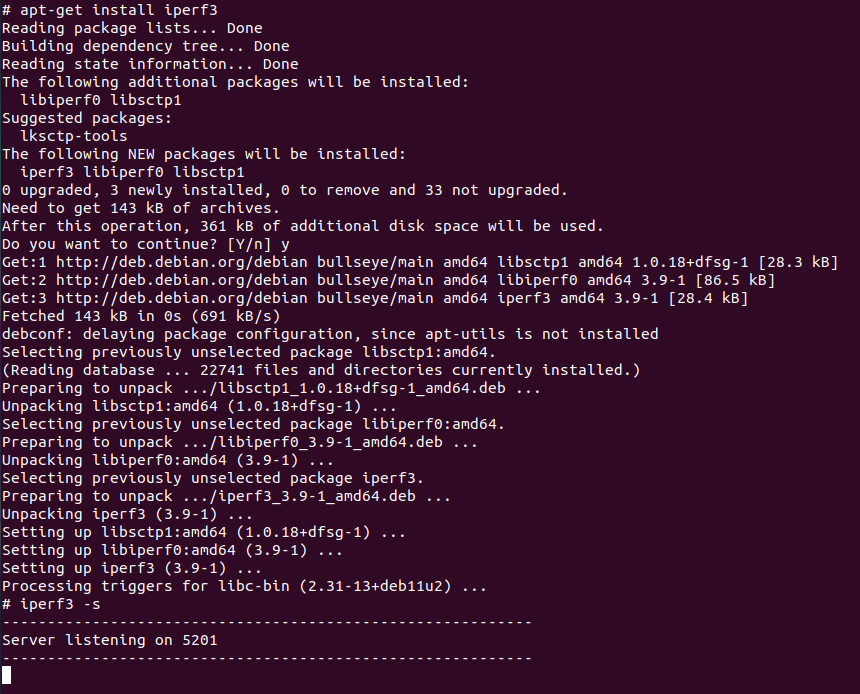 # apt-get install iperf3
Reading package lists... Done
Building dependency tree... Done
Reading state information... Done
The following additional packages will be installed:
  libiperf0 libsctp1
Suggested packages:
  lksctp-tools
The following NEW packages will be installed:
  iperf3 libiperf0 libsctp1
0 upgraded, 3 newly installed, 0 to remove and 33 not upgraded.
Need to get 143 kB of archives.
After this operation, 361 kB of additional disk space will be used.
Do you want to continue? [Y/n] y
Get:1 http://deb.debian.org/debian bullseye/main amd64 libsctp1 amd64 1.0.18+dfsg-1 [28.3 kB]
Get:2 http://deb.debian.org/debian bullseye/main amd64 libiperf0 amd64 3.9-1 [86.5 kB]
Get:3 http://deb.debian.org/debian bullseye/main amd64 iperf3 amd64 3.9-1 [28.4 kB]
Fetched 143 kB in 0s (691 kB/s)
debconf: delaying package configuration, since apt-utils is not installed
Selecting previously unselected package libsctp1:amd64.
(Reading database ... 22741 files and directories currently installed.)
Preparing to unpack .../libsctp1_1.0.18+dfsg-1_amd64.deb ...
Unpacking libsctp1:amd64 (1.0.18+dfsg-1) ...
Selecting previously unselected package libiperf0:amd64.
Preparing to unpack .../libiperf0_3.9-1_amd64.deb ...
Unpacking libiperf0:amd64 (3.9-1) ...
Selecting previously unselected package iperf3.
Preparing to unpack .../iperf3_3.9-1_amd64.deb ...
Unpacking iperf3 (3.9-1) ...
Setting up libsctp1:amd64 (1.0.18+dfsg-1) ...
Setting up libiperf0:amd64 (3.9-1) ...
Setting up iperf3 (3.9-1) ...
Processing triggers for libc-bin (2.31-13+deb11u2) ...
# iperf3 -s
-----------------------------------------------------------
Server listening on 5201
-----------------------------------------------------------